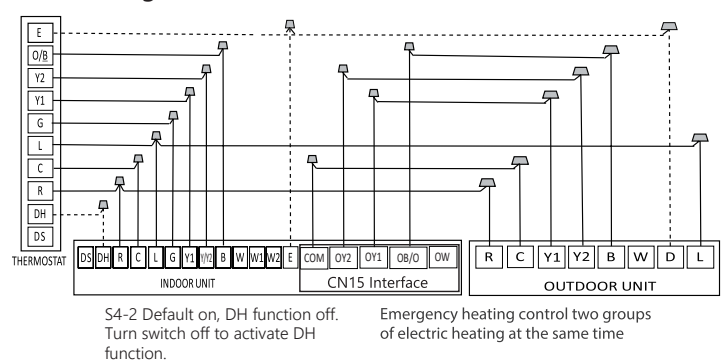 E
O/B
Y2
Y1
G
L
C
R
DH
DS
THERMOSTAT
DS DH R C L G Y1 Y/Y2 B W W1 W2 E COM OY2 OY1 OB/O OW
INDOOR UNIT
CN15 Interface
R C Y1 Y2 B W D L
OUTDOOR UNIT
S4-2 Default on, DH function off.
Turn switch off to activate DH
function.
Emergency heating control two groups
of electric heating at the same time